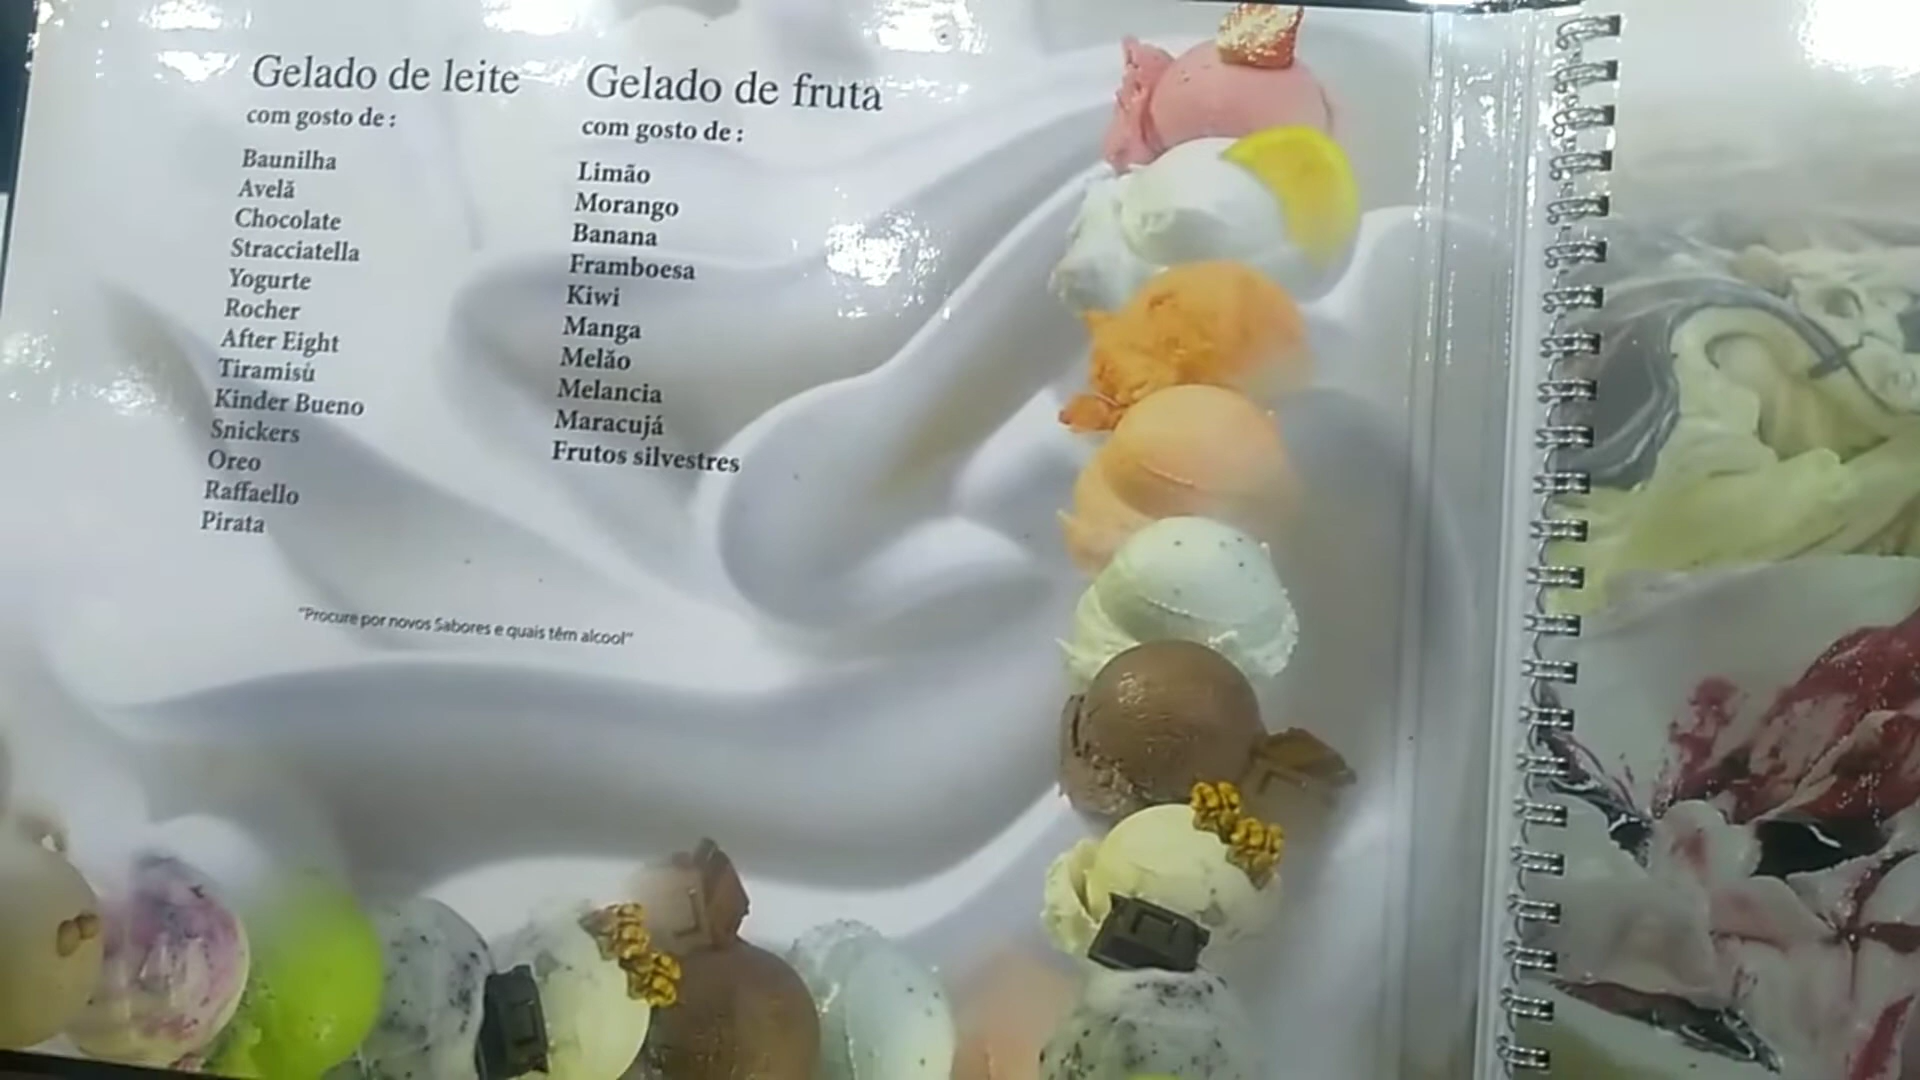 Gelado de leite
com gosto de :
Baunilha
Avelã
Chocolate
Stracciatella
Yogurte
Rocher
After Eight
Tiramisú
Kinder Bueno
Snickers
Oreo
Raffaello
Pirata
Gelado de fruta
com gosto de :
Limão
Morango
Banana
Framboesa
Kiwi
Manga
Melão
Melancia
Maracujá
Frutos silvestres
"Procure por novos Sabores e quais têm alcool"